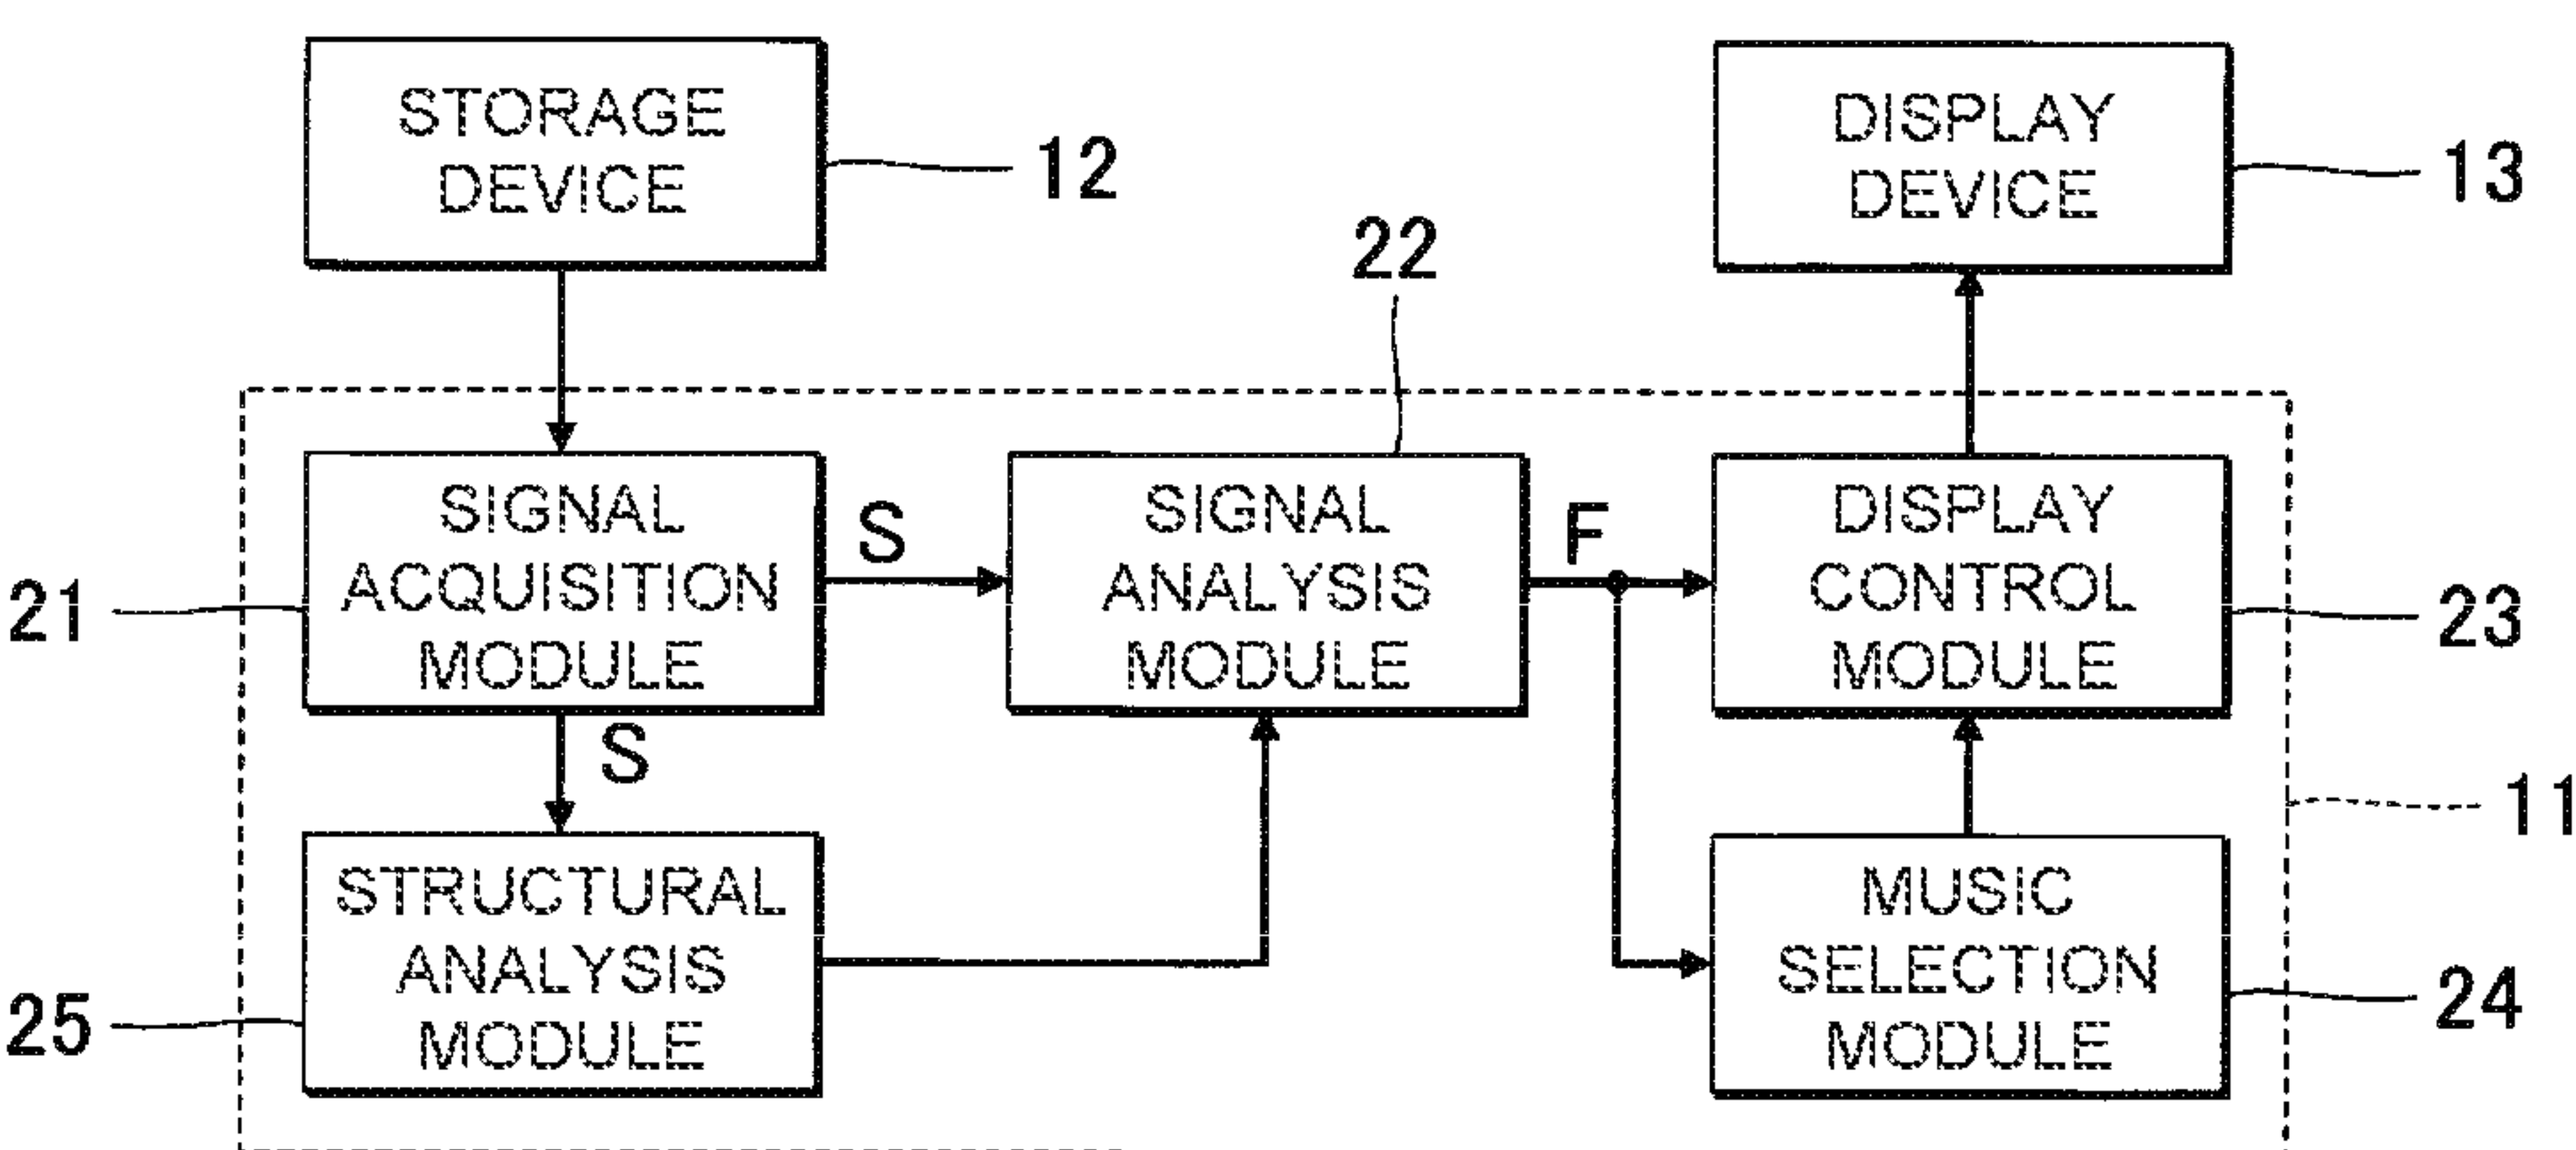 STORAGE
DEVICE
12
DISPLAY
DEVICE
13
22
SIGNAL
ACQUISITION
MODULE
21
S
SIGNAL
ANALYSIS
MODULE
F
DISPLAY
CONTROL
MODULE
23
S
11
STRUCTURAL
ANALYSIS
MODULE
25
MUSIC
SELECTION
MODULE
24